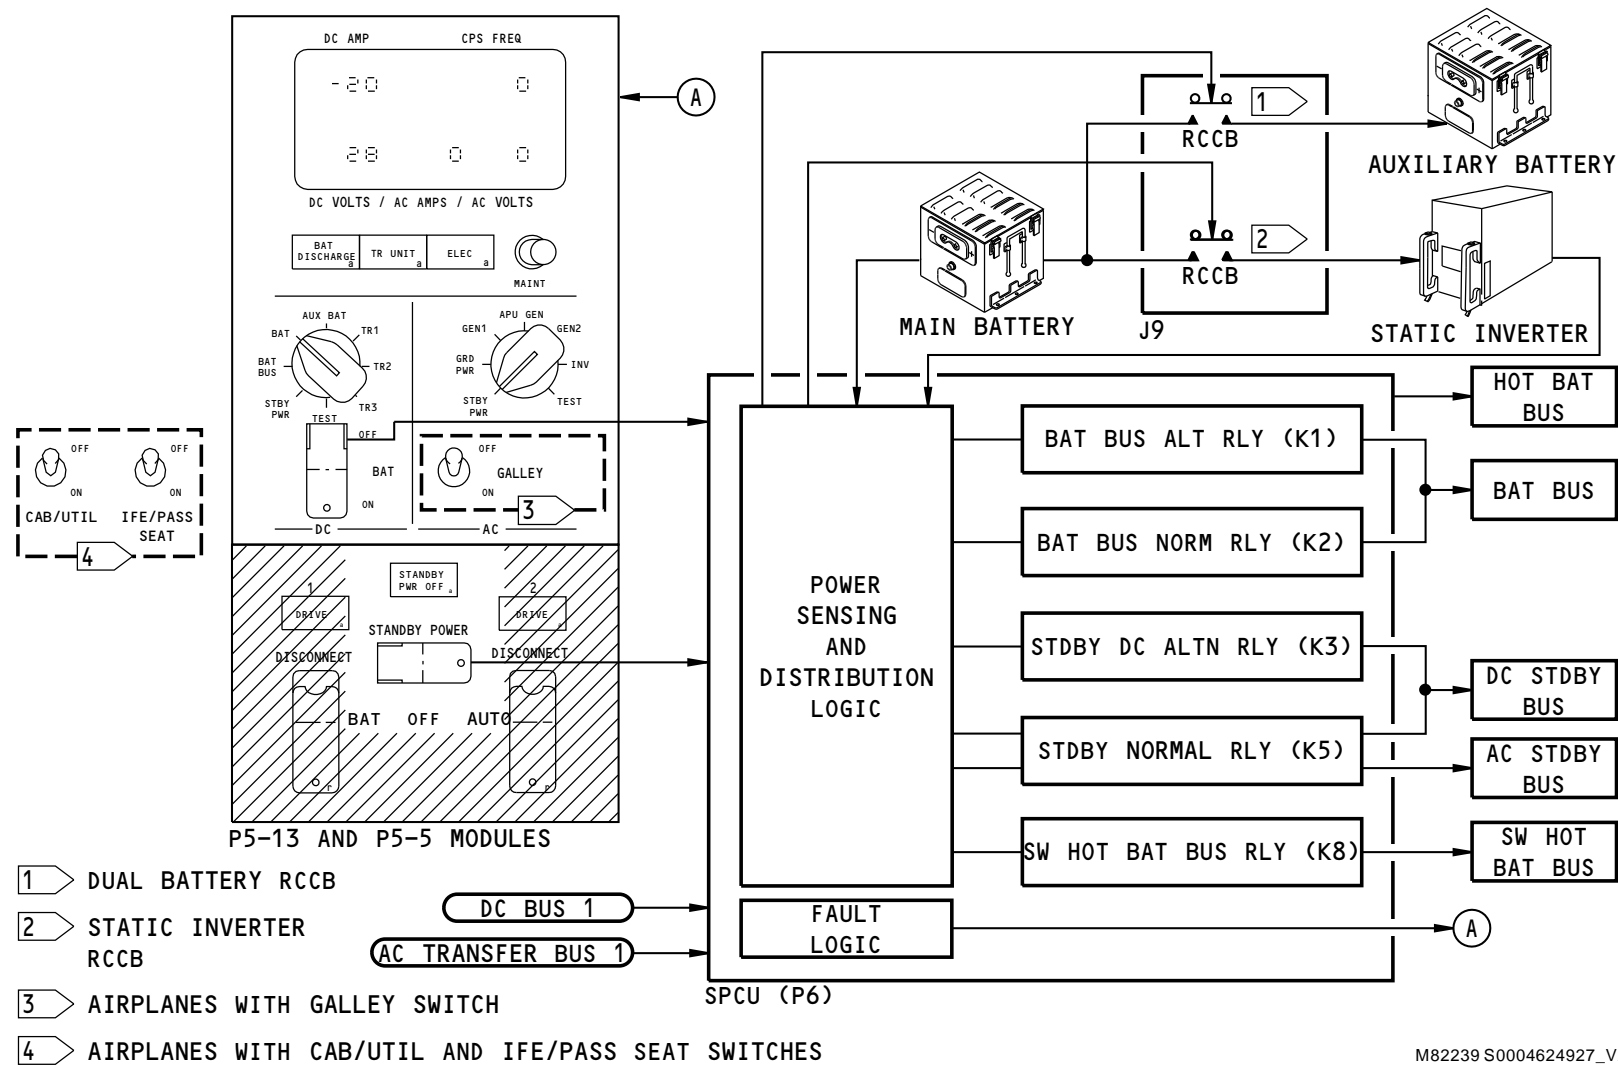 DC AMP
CPS FREQ
-20
0
28
0
0
DC VOLTS / AC AMPS / AC VOLTS
A
BAT
DISCHARGE
a
TR UNIT
a
ELEC
a
MAINT
AUX BAT
BAT
TR1
BAT
BUS
TR2
STBY
PWR
TR3
TEST
APU GEN
GEN1
GEN2
GRD
PWR
INV
STBY
PWR
TEST
OFF
BAT
ON
OFF
GALLEY
ON
3
DC
AC
OFF
OFF
ON
ON
CAB/UTIL
IFE/PASS
SEAT
4
STANDBY
PWR OFF
a
1
2
DRIVE
a
DRIVE
a
STANDBY POWER
DISCONNECT
DISCONNECT
BAT
OFF
AUTO
r
r
P5-13 AND P5-5 MODULES
1
RCCB
2
RCCB
J9
AUXILIARY BATTERY
MAIN BATTERY
STATIC INVERTER
POWER
SENSING
AND
DISTRIBUTION
LOGIC
BAT BUS ALT RLY (K1)
BAT BUS NORM RLY (K2)
STDBY DC ALTN RLY (K3)
STDBY NORMAL RLY (K5)
SW HOT BAT BUS RLY (K8)
HOT BAT
BUS
BAT BUS
DC STDBY
BUS
AC STDBY
BUS
SW HOT
BAT BUS
DC BUS 1
AC TRANSFER BUS 1
FAULT
LOGIC
A
SPCU (P6)
1 DUAL BATTERY RCCB
2 STATIC INVERTER
RCCB
3 AIRPLANES WITH GALLEY SWITCH
4 AIRPLANES WITH CAB/UTIL AND IFE/PASS SEAT SWITCHES
M82239 S0004624927_V